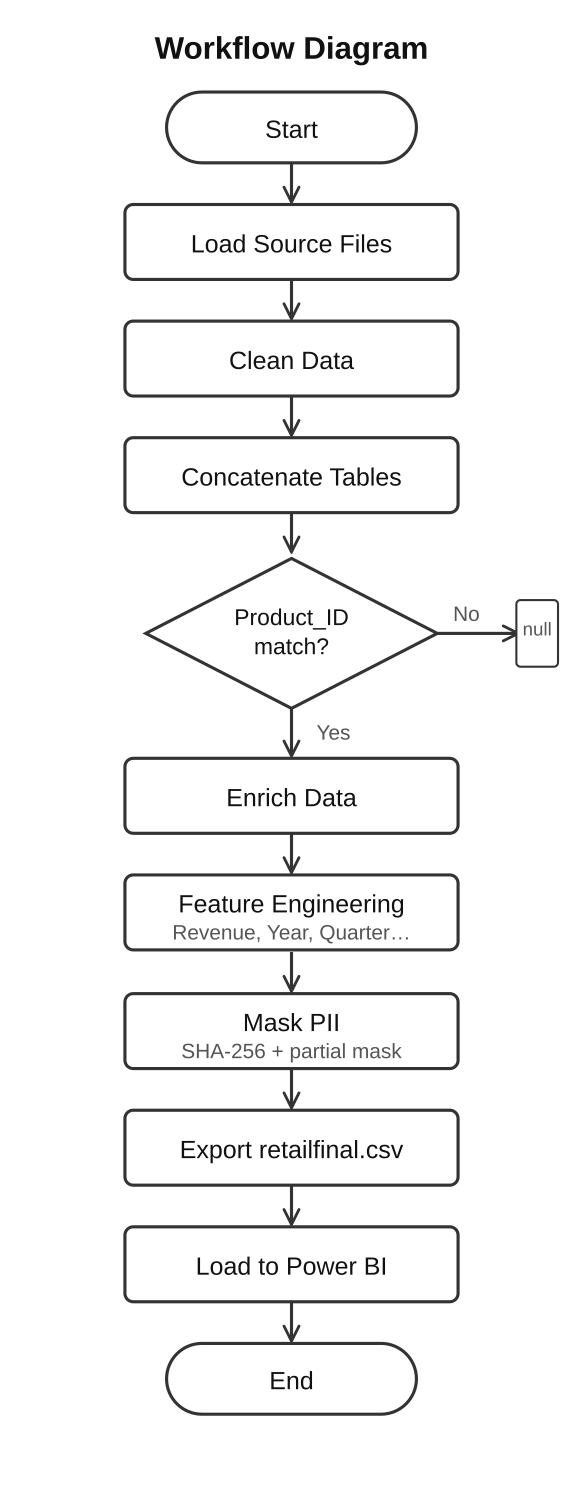 Workflow Diagram
Start
Load Source Files
Clean Data
Concatenate Tables
Product_ID
match?
No
null
Yes
Enrich Data
Feature Engineering
Revenue, Year, Quarter…
Mask PII
SHA-256 + partial mask
Export retailfinal.csv
Load to Power BI
End